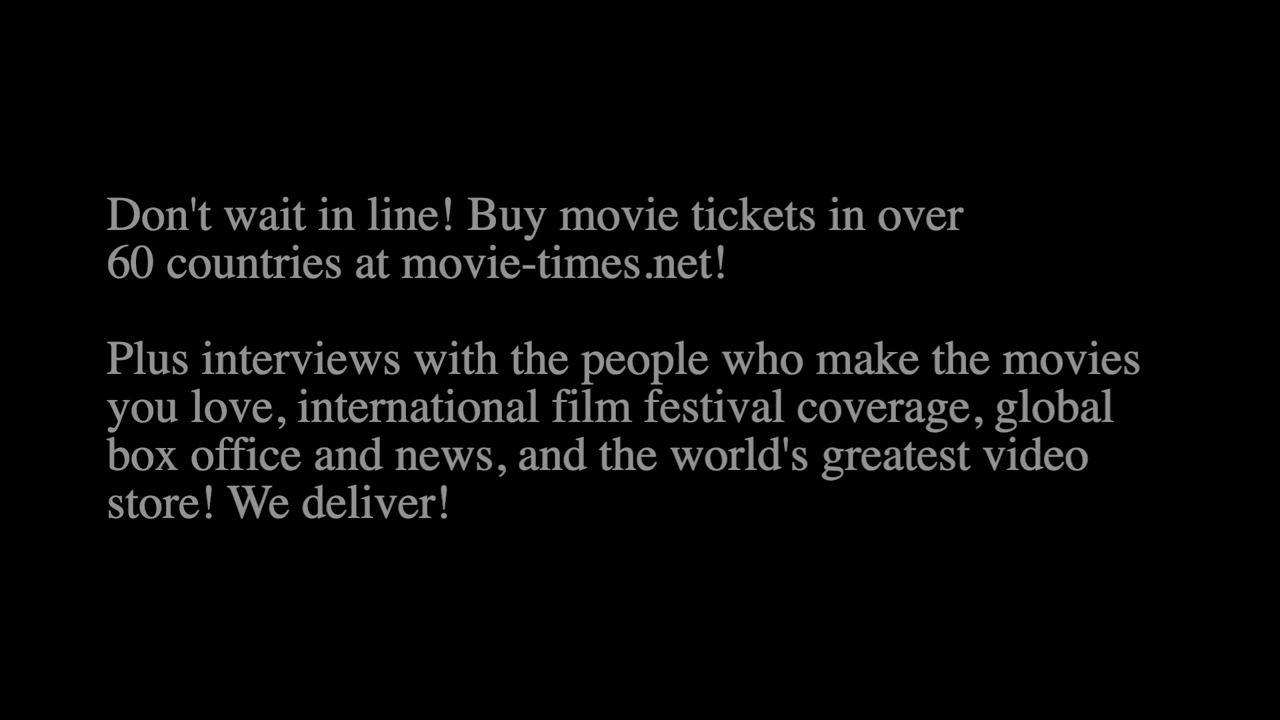 Don't wait in line! Buy movie tickets in over
60 countries at movie-times.net!
Plus interviews with the people who make the movies
you love, international film festival coverage, global
box office and news, and the world's greatest video
store! We deliver!